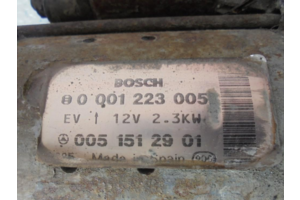 BOSCH
0 001 223 005
EV ↑ 12V 2.3KW
005 151 29 01
Made in Spain